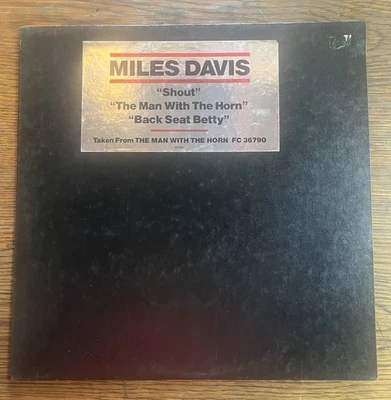 MILES DAVIS
“Shout”
“The Man With The Horn”
“Back Seat Betty”
Taken From THE MAN WITH THE HORN FC 36790